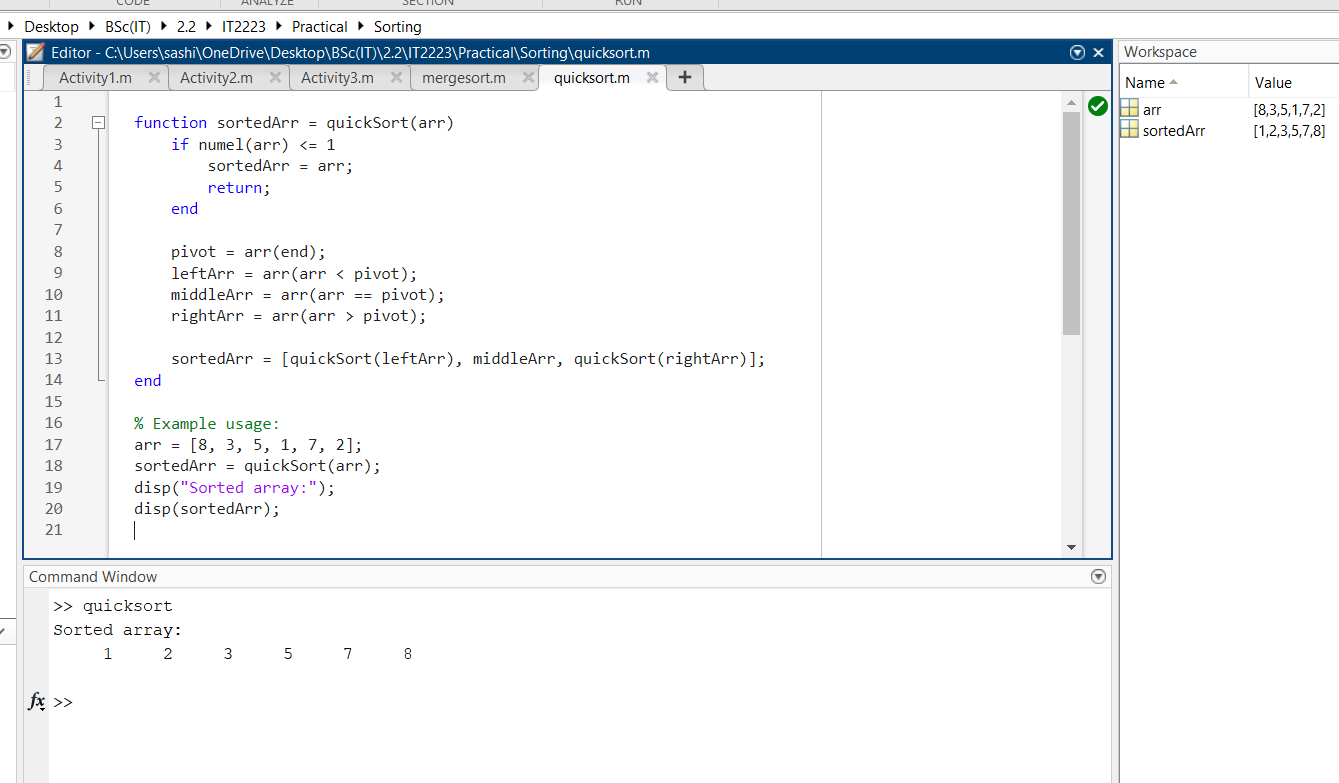 CODE ANALYZE SECTION RUN
Desktop BSc(IT) 2.2 IT2223 Practical Sorting
Editor - C:\Users\sashi\OneDrive\Desktop\BSc(IT)\2.2\IT2223\Practical\Sorting\quicksort.m
Activity1.m Activity2.m Activity3.m mergesort.m quicksort.m +
1
2 function sortedArr = quickSort(arr)
3 if numel(arr) <= 1
4 sortedArr = arr;
5 return;
6 end
7
8 pivot = arr(end);
9 leftArr = arr(arr < pivot);
10 middleArr = arr(arr == pivot);
11 rightArr = arr(arr > pivot);
12
13 sortedArr = [quickSort(leftArr), middleArr, quickSort(rightArr)];
14 end
15
16 % Example usage:
17 arr = [8, 3, 5, 1, 7, 2];
18 sortedArr = quickSort(arr);
19 disp("Sorted array:");
20 disp(sortedArr);
21
Command Window
>> quicksort
Sorted array:
1 2 3 5 7 8
fx >>
Workspace
Name Value
arr [8,3,5,1,7,2]
sortedArr [1,2,3,5,7,8]